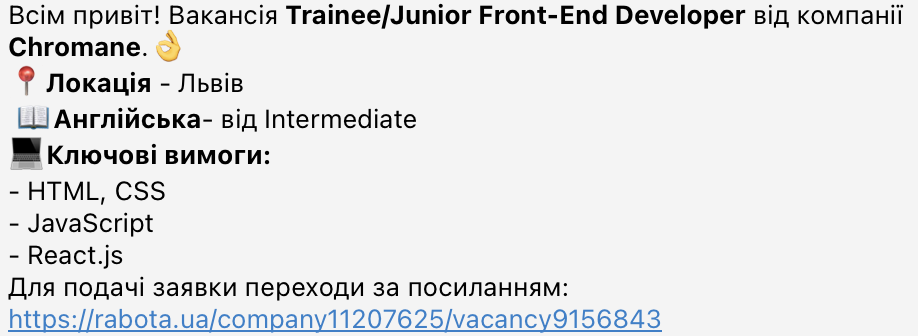 Всім привіт! Вакансія Trainee/Junior Front-End Developer від компанії
Chromane. 👌
📍 Локація - Львів
📖 Англійська- від Intermediate
💻 Ключові вимоги:
- HTML, CSS
- JavaScript
- React.js
Для подачі заявки переходи за посиланням:
https://rabota.ua/company11207625/vacancy9156843